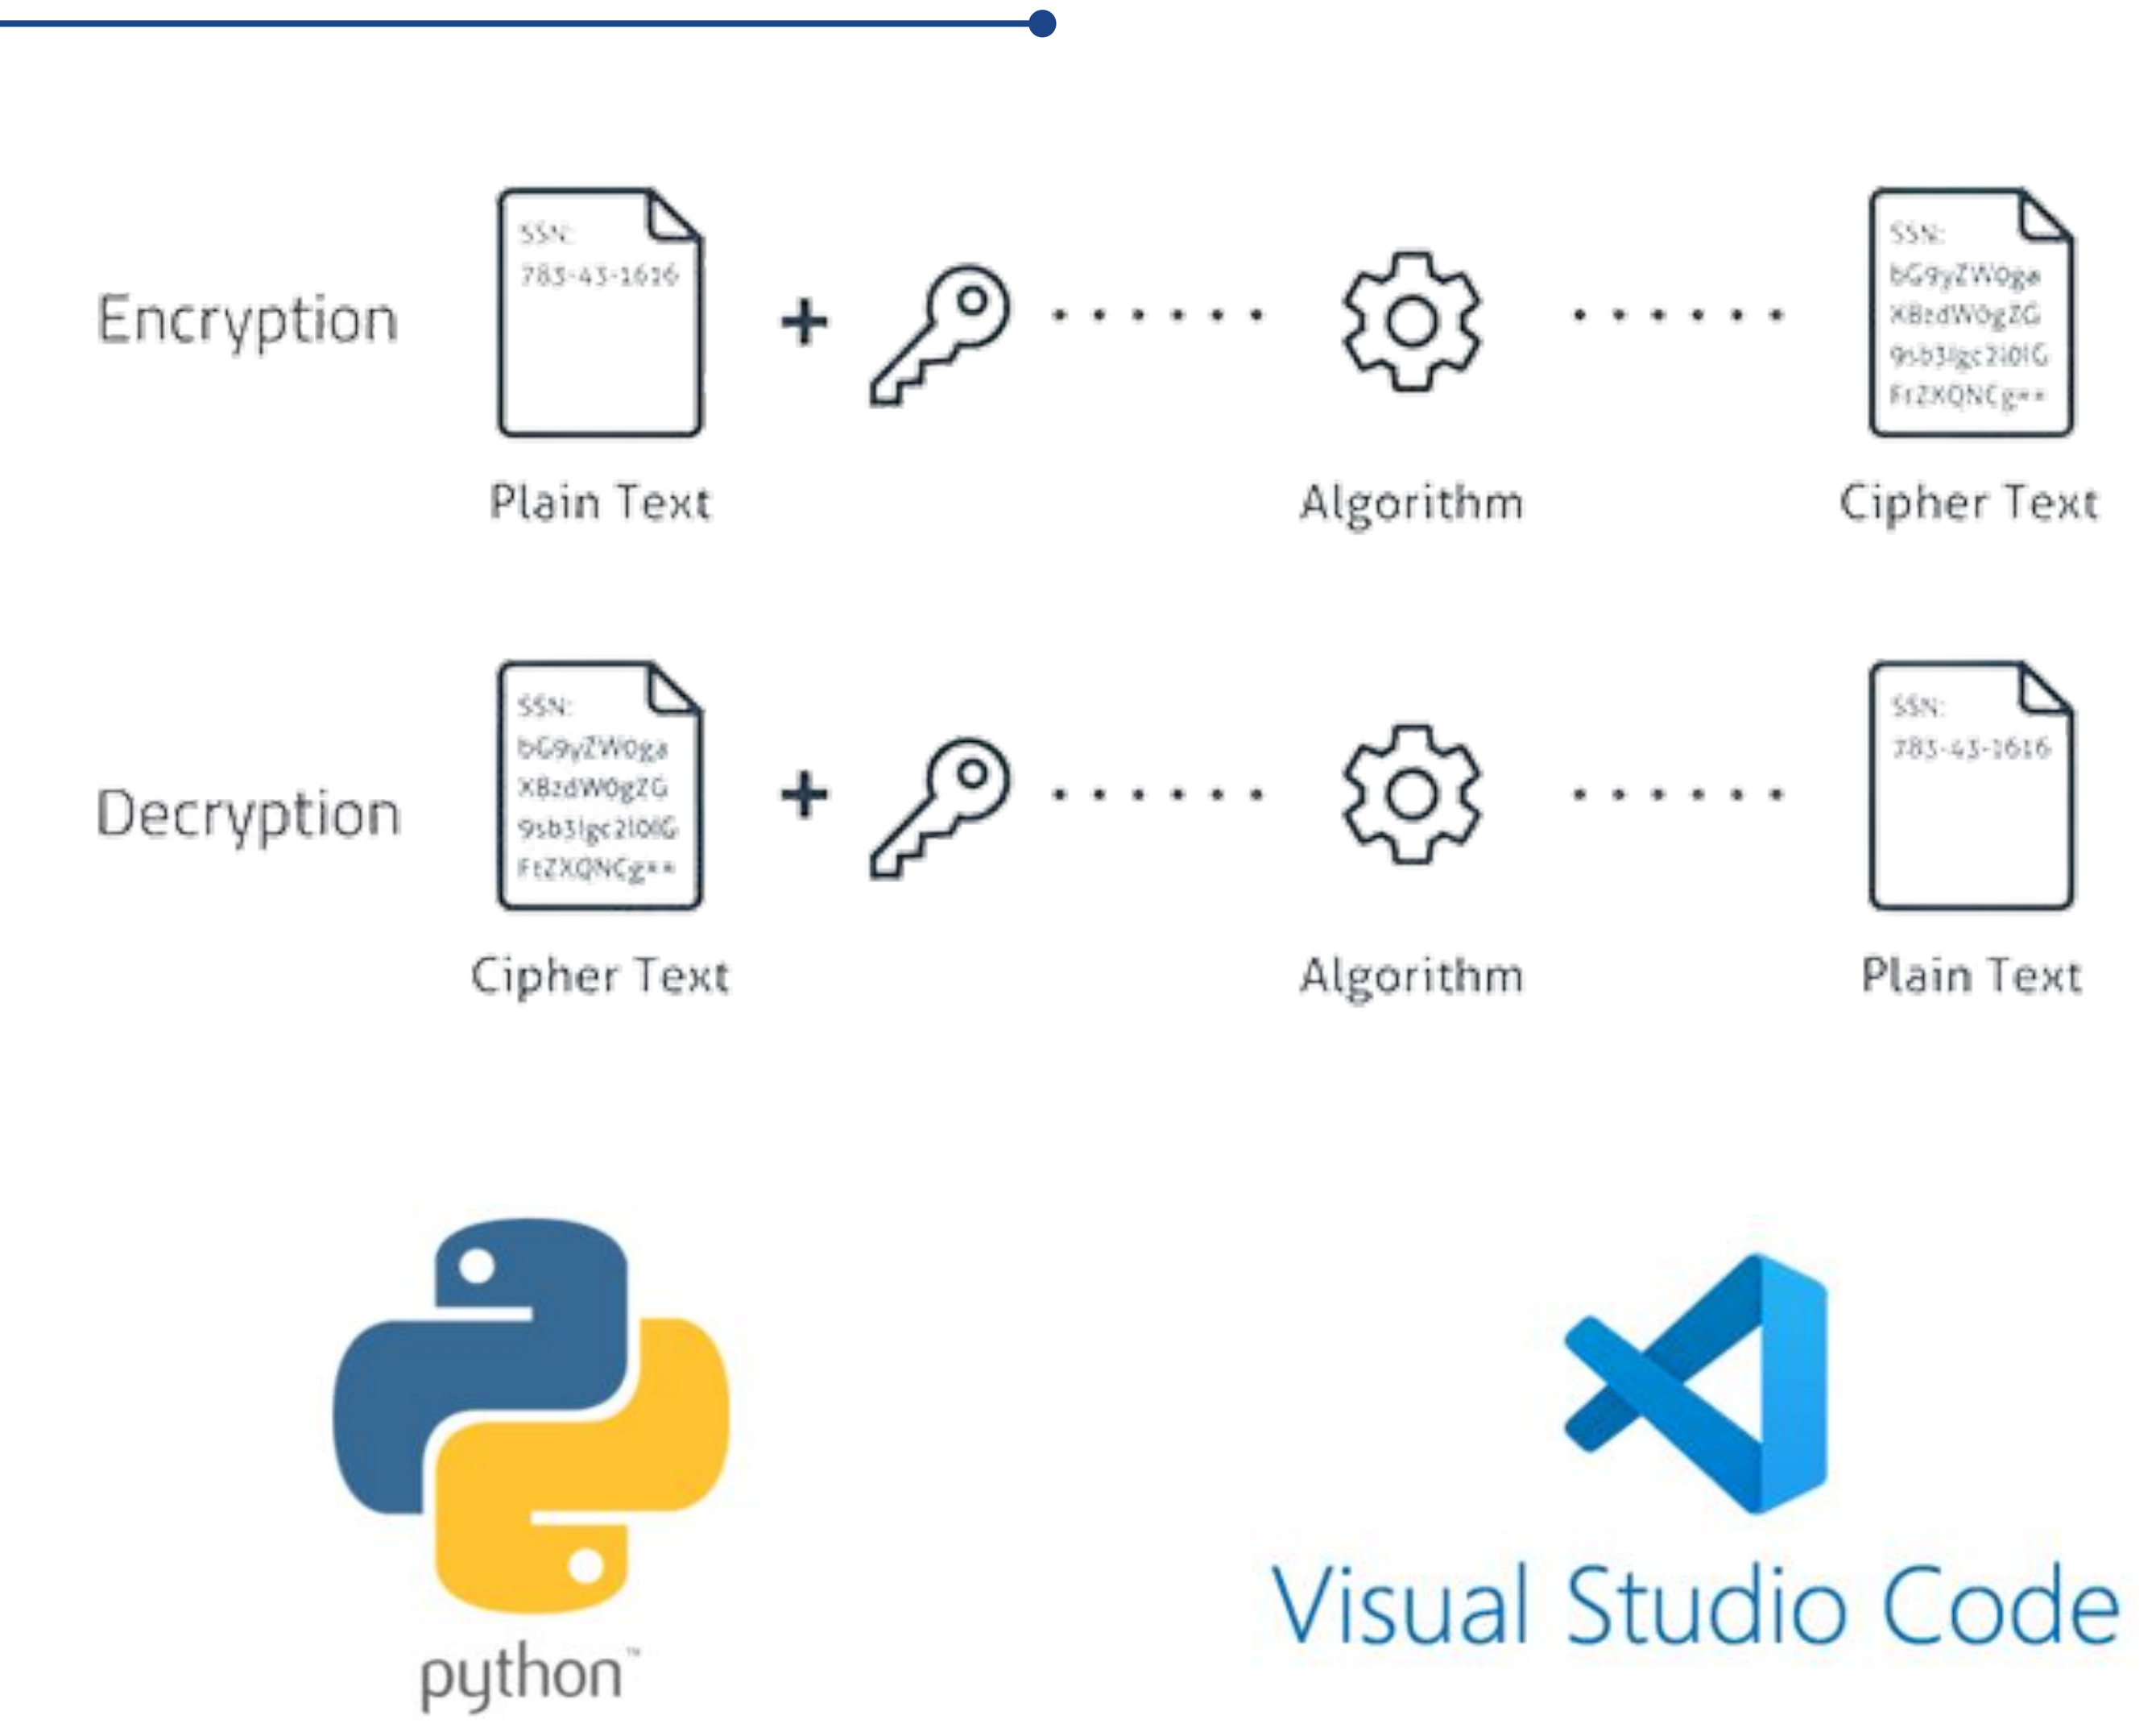 Encryption
SSN:
783-43-1616
Plain Text
Algorithm
SSN:
bG9yZW0ga
XBzdW0gZG
9sb3Igc2l0IG
FtZXQNCg==
Cipher Text
Decryption
SSN:
bG9yZW0ga
XBzdW0gZG
9sb3Igc2l0IG
FtZXQNCg==
Cipher Text
Algorithm
SSN:
783-43-1616
Plain Text
python™
Visual Studio Code